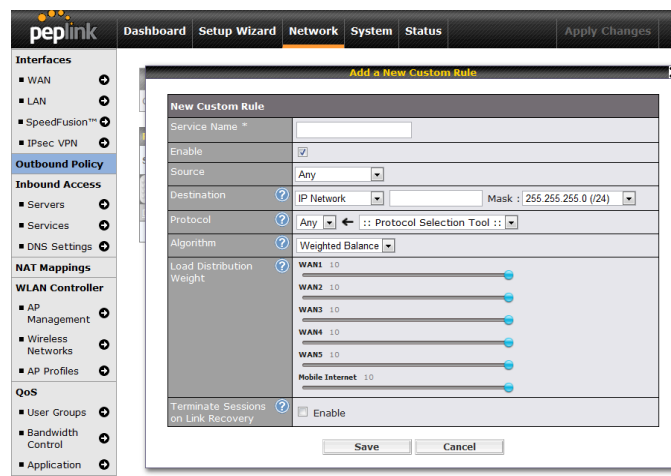 peplink
Dashboard Setup Wizard Network System Status Apply Changes
Interfaces
WAN
LAN
SpeedFusion™
IPsec VPN
Outbound Policy
Inbound Access
Servers
Services
DNS Settings
NAT Mappings
WLAN Controller
AP
Management
Wireless
Networks
AP Profiles
QoS
User Groups
Bandwidth
Control
Application
Add a New Custom Rule
New Custom Rule
Service Name *
Enable
Source Any
Destination ? IP Network Mask : 255.255.255.0 (/24)
Protocol ? Any ← :: Protocol Selection Tool ::
Algorithm ? Weighted Balance
Load Distribution ?
Weight
WAN1 10
WAN2 10
WAN3 10
WAN4 10
WAN5 10
Mobile Internet 10
Terminate Sessions ?
on Link Recovery
Enable
Save Cancel